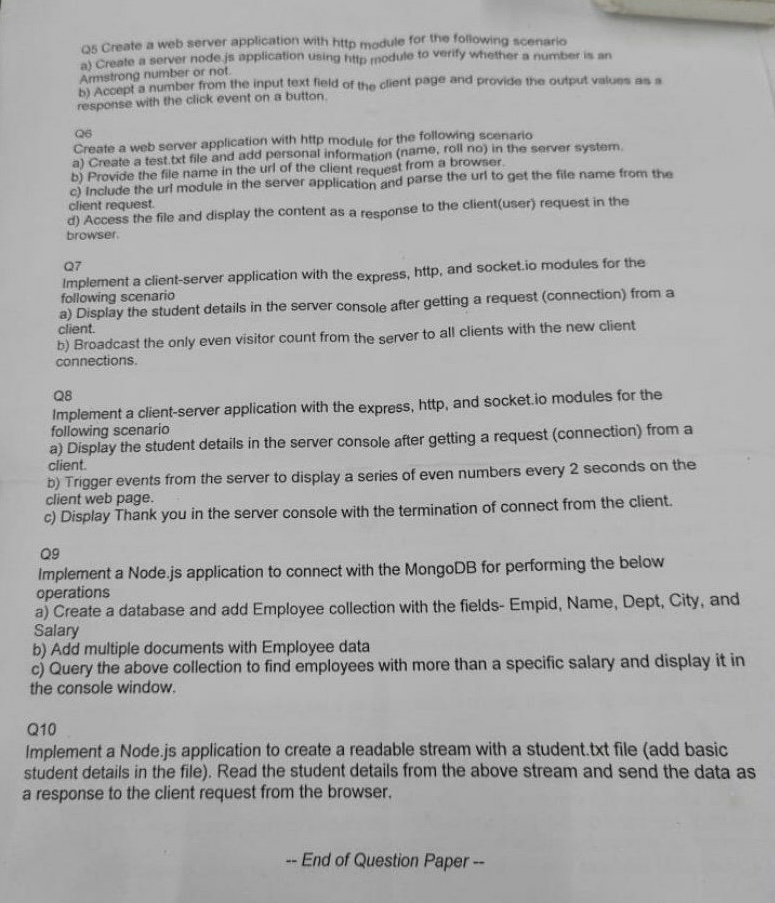 Q5 Create a web server application with http module for the following scenario
a) Create a server node.js application using http module to verify whether a number is an
Armstrong number or not.
b) Accept a number from the input text field of the client page and provide the output values as a
response with the click event on a button.
Q6
Create a web server application with http module for the following scenario
a) Create a test.txt file and add personal information (name, roll no) in the server system.
b) Provide the file name in the url of the client request from a browser.
c) Include the url module in the server application and parse the url to get the file name from the
client request.
d) Access the file and display the content as a response to the client(user) request in the
browser.
Q7
Implement a client-server application with the express, http, and socket.io modules for the
following scenario
a) Display the student details in the server console after getting a request (connection) from a
client.
b) Broadcast the only even visitor count from the server to all clients with the new client
connections.
Q8
Implement a client-server application with the express, http, and socket.io modules for the
following scenario
a) Display the student details in the server console after getting a request (connection) from a
client.
b) Trigger events from the server to display a series of even numbers every 2 seconds on the
client web page.
c) Display Thank you in the server console with the termination of connect from the client.
Q9
Implement a Node.js application to connect with the MongoDB for performing the below
operations
a) Create a database and add Employee collection with the fields- Empid, Name, Dept, City, and
Salary
b) Add multiple documents with Employee data
c) Query the above collection to find employees with more than a specific salary and display it in
the console window.
Q10
Implement a Node.js application to create a readable stream with a student.txt file (add basic
student details in the file). Read the student details from the above stream and send the data as
a response to the client request from the browser.
-- End of Question Paper --